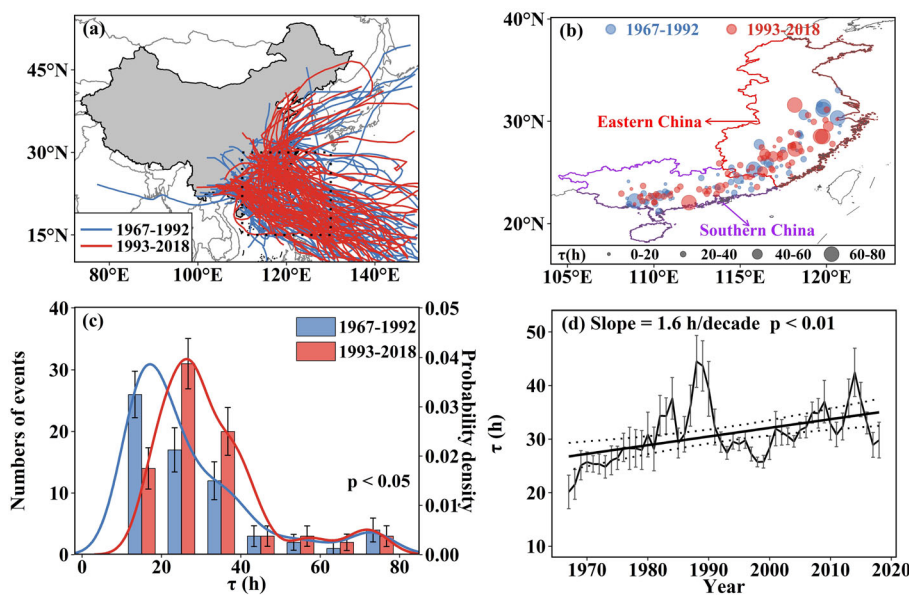 (a)
45°N
30°N
15°N
1967-1992
1993-2018
80°E 100°E 120°E 140°E
40°N
(b) 1967-1992 1993-2018
30°N
Eastern China
20°N
Southern China
τ(h) 0-20 20-40 40-60 60-80
105°E 110°E 115°E 120°E
(c)
1967-1992
1993-2018
p < 0.05
Numbers of events
40
30
20
10
0
0 20 40 60 80
τ (h)
0.05
0.04
0.03
0.02
0.01
0.00
Probability density
(d) Slope = 1.6 h/decade p < 0.01
τ (h)
50
40
30
20
10
1970 1980 1990 2000 2010 2020
Year